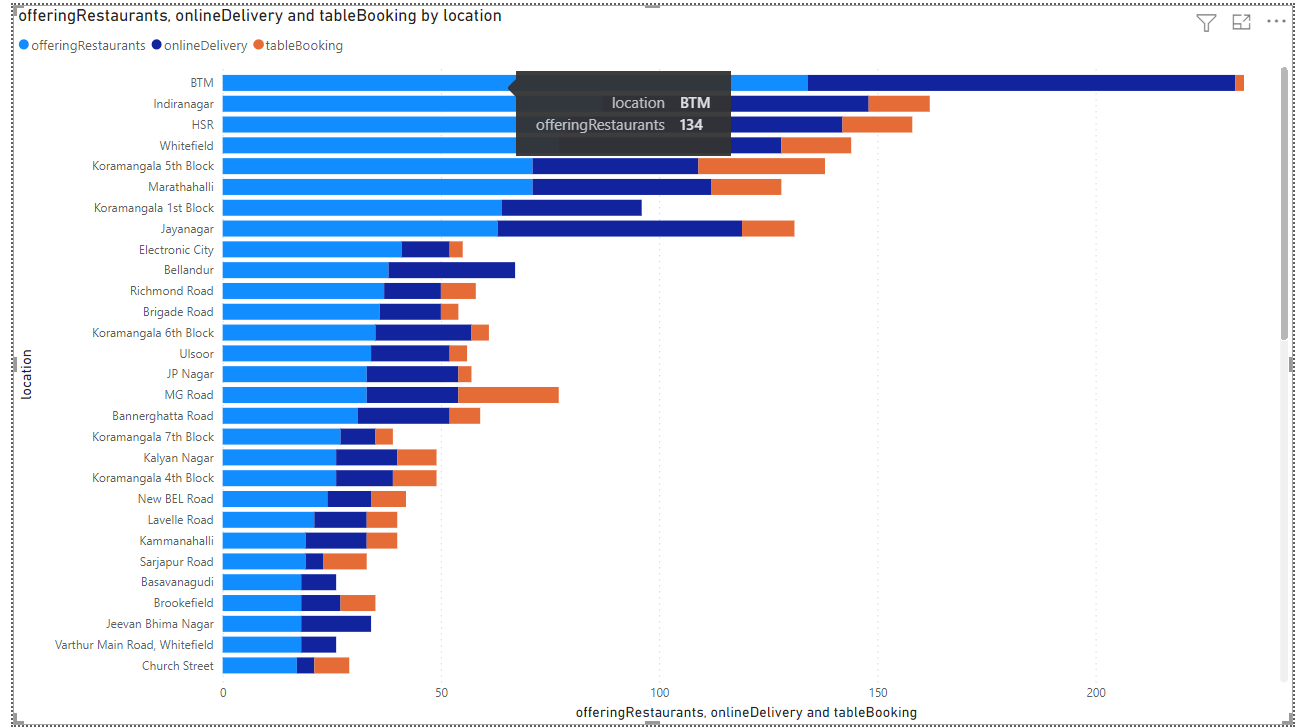 offeringRestaurants, onlineDelivery and tableBooking by location
offeringRestaurants onlineDelivery tableBooking
BTM
Indiranagar
HSR
Whitefield
Koramangala 5th Block
Marathahalli
Koramangala 1st Block
Jayanagar
Electronic City
Bellandur
Richmond Road
Brigade Road
Koramangala 6th Block
Ulsoor
JP Nagar
MG Road
Bannerghatta Road
Koramangala 7th Block
Kalyan Nagar
Koramangala 4th Block
New BEL Road
Lavelle Road
Kammanahalli
Sarjapur Road
Basavanagudi
Brookefield
Jeevan Bhima Nagar
Varthur Main Road, Whitefield
Church Street
location BTM
offeringRestaurants 134
location
0 50 100 150 200
offeringRestaurants, onlineDelivery and tableBooking